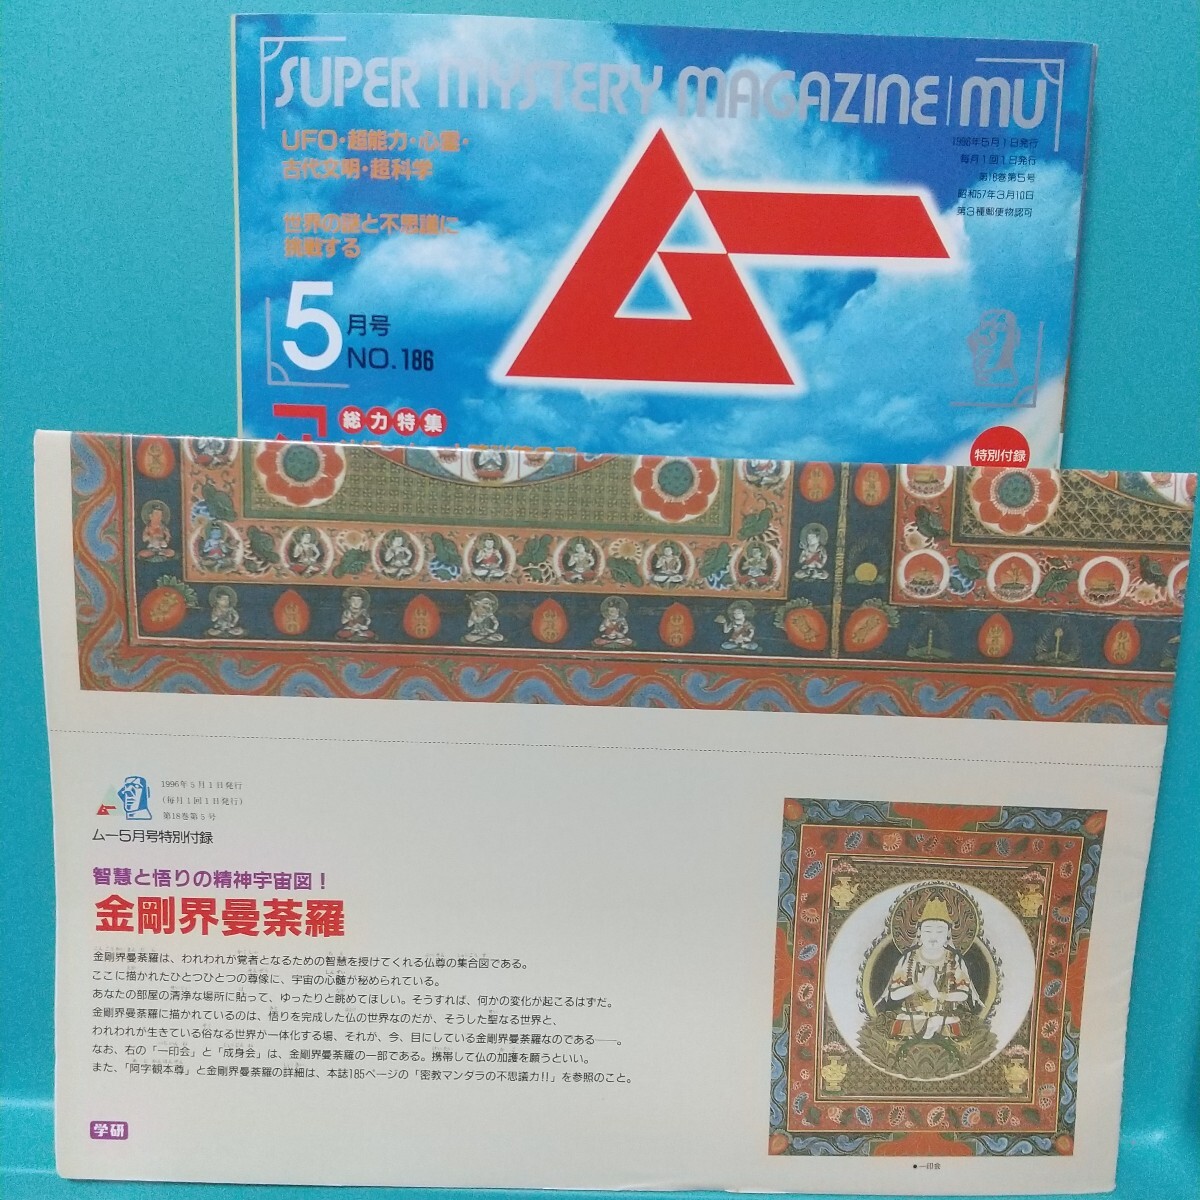 SUPER MYSTERY MAGAZINE MU
UFO・超能力・心霊・
古代文明・超科学
世界の謎と不思議に
挑戦する
1996年5月1日発行
毎月1回1日発行
第18巻第5号
昭和57年3月10日
第3種郵便物認可
ムー
5月号
NO.186
総力特集
特別付録
1996年5月1日発行
(毎月1回1日発行)
第18巻第5号
ムー5月号特別付録
智慧と悟りの精神宇宙図!
金剛界曼荼羅
金剛界曼荼羅は、われわれが覚者となるための智慧を授けてくれる仏尊の集合図である。
ここに描かれたひとつひとつの尊像に、宇宙の心髄が秘められている。
あなたの部屋の清浄な場所に貼って、ゆったりと眺めてほしい。そうすれば、何かの変化が起こるはずだ。
金剛界曼荼羅に描かれているのは、悟りを完成した仏の世界なのだが、そうした聖なる世界と、
われわれが生きている俗なる世界が一体化する場、それが、今、目にしている金剛界曼荼羅なのである──。
なお、右の「一印会」と「成身会」は、金剛界曼荼羅の一部である。携帯して仏の加護を願うといい。
また、「阿字観本尊」と金剛界曼荼羅の詳細は、本誌185ページの「密教マンダラの不思議力!!」を参照のこと。
学研
●一印会